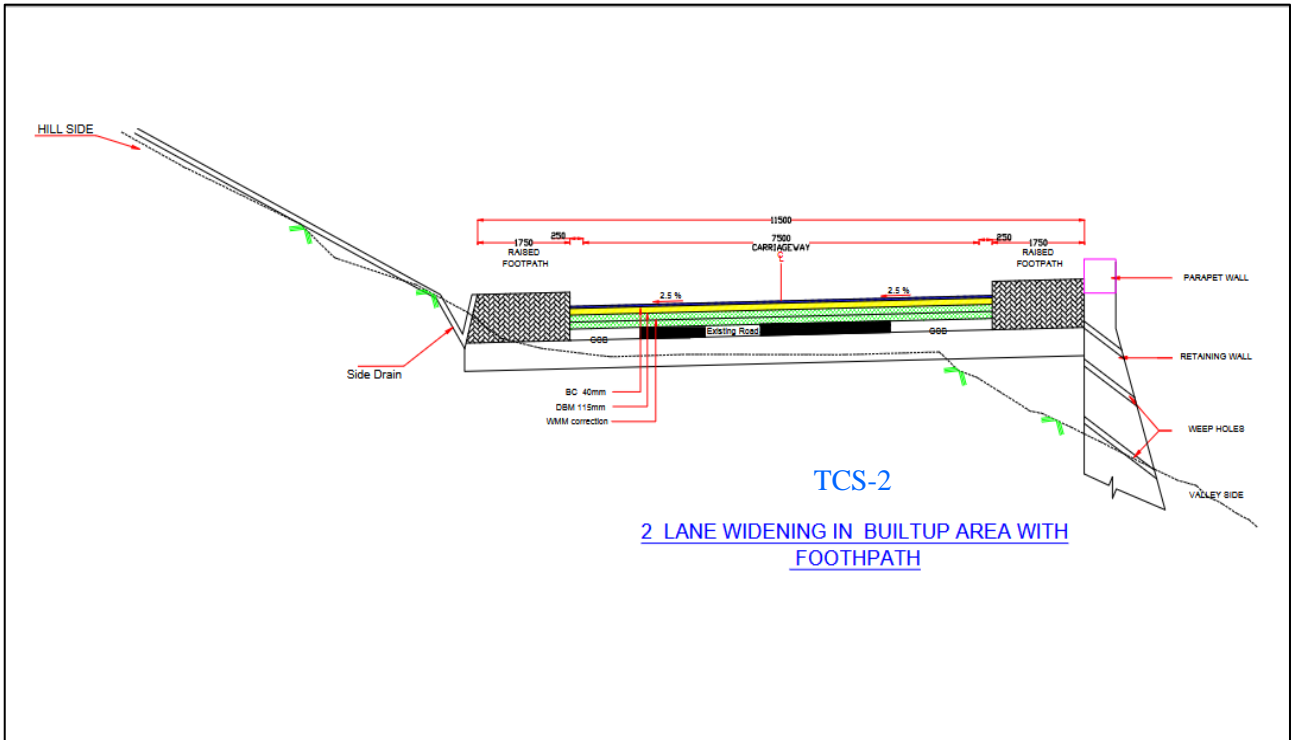 HILL SIDE
11500
1750
RAISED
FOOTPATH
250
7500
CARRIAGEWAY
250
1750
RAISED
FOOTPATH
2.5 %
2.5 %
PARAPET WALL
Existing Road
GSB
GSB
RETAINING WALL
Side Drain
BC 40mm
DBM 115mm
WMM correction
WEEP HOLES
TCS-2
VALLEY SIDE
2 LANE WIDENING IN BUILTUP AREA WITH
FOOTHPATH